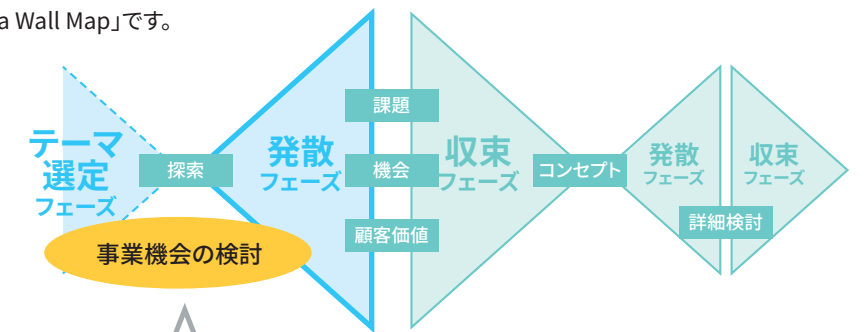 a Wall Map」です。
テーマ
選定
フェーズ
探索
発散
フェーズ
課題
機会
顧客価値
収束
フェーズ
コンセプト
発散
フェーズ
収束
フェーズ
詳細検討
事業機会の検討